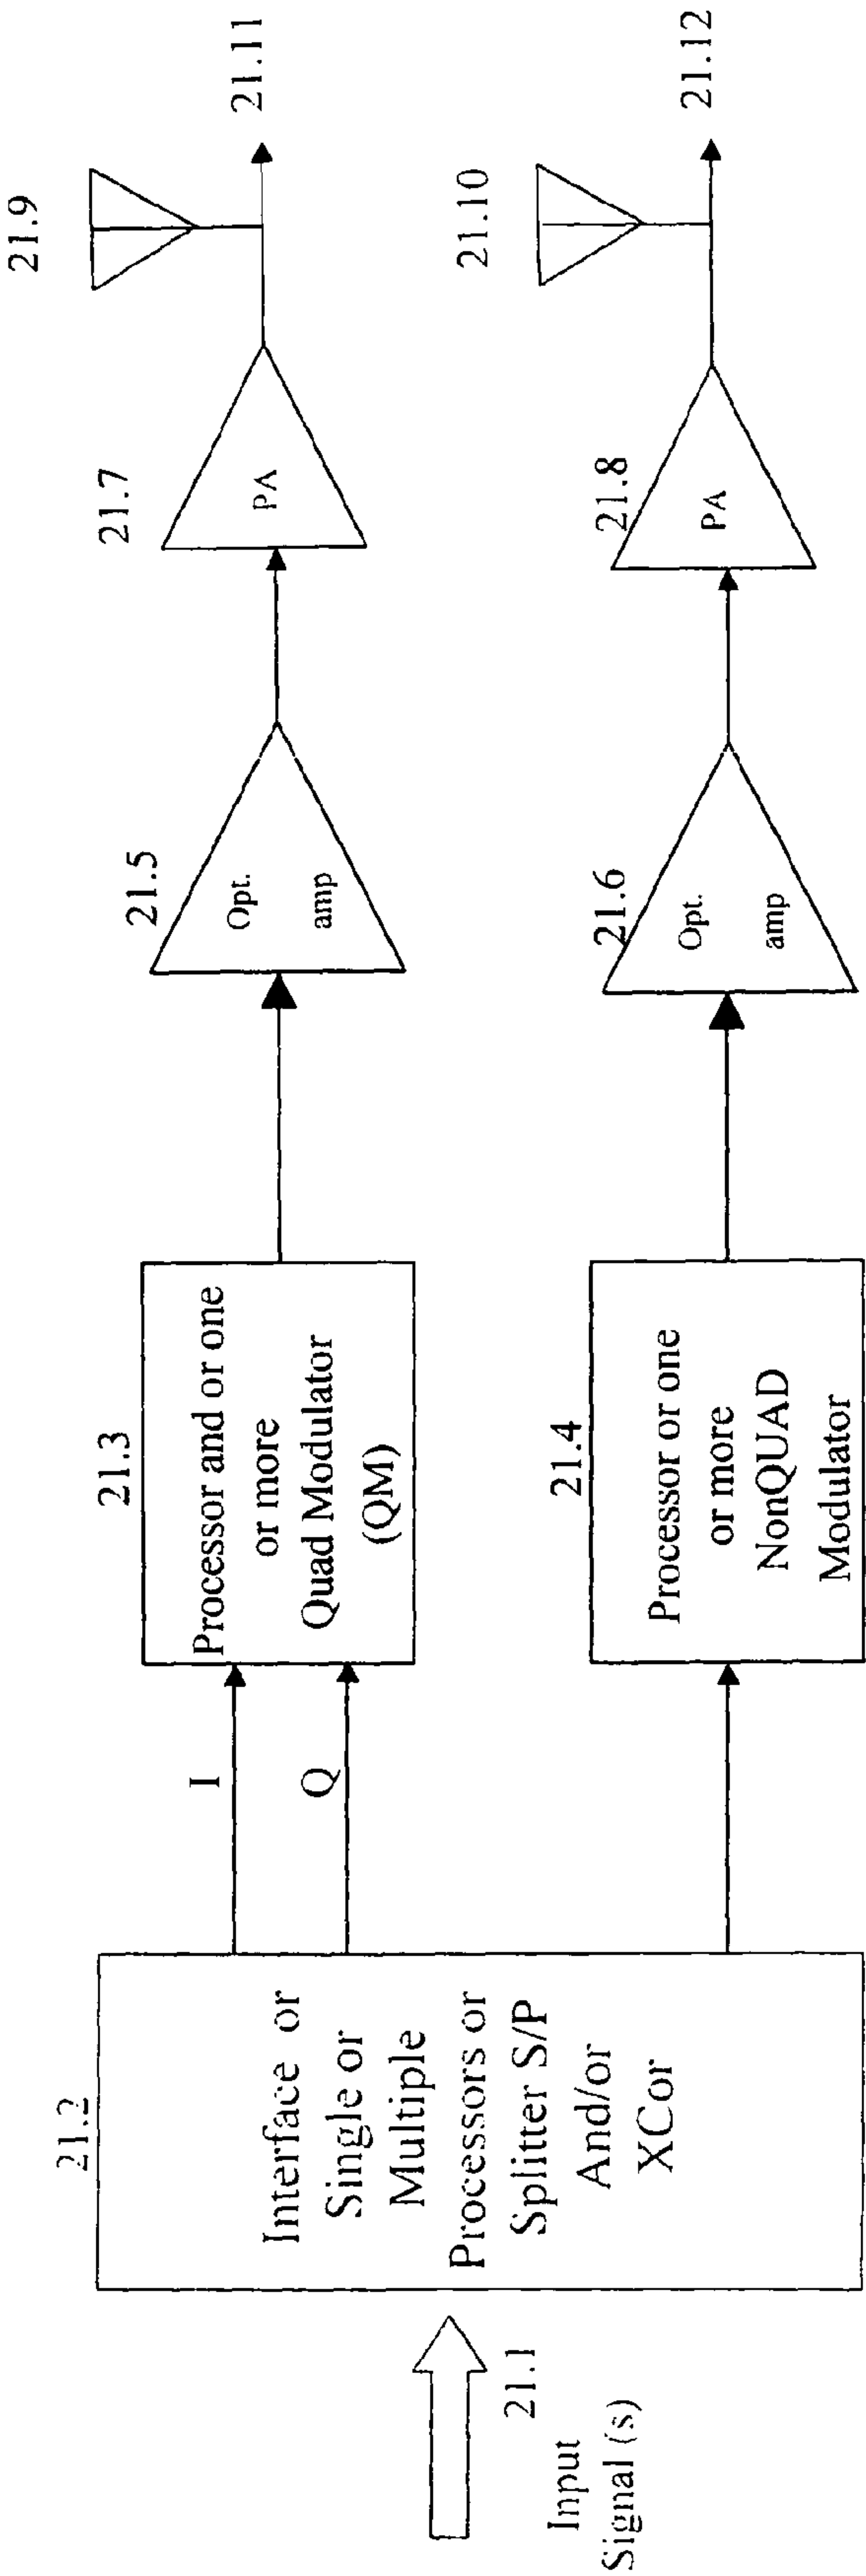 21.1
Input
Signal (s)
21.2
Interface or
Single or
Multiple
Processors or
Splitter S/P
And/or
XCor
I
Q
21.3
Processor and or one
or more
Quad Modulator
(QM)
21.5
Opt.
amp
21.7
PA
21.9
21.11
21.4
Processor or one
or more
NonQUAD
Modulator
21.6
Opt.
amp
21.8
PA
21.10
21.12